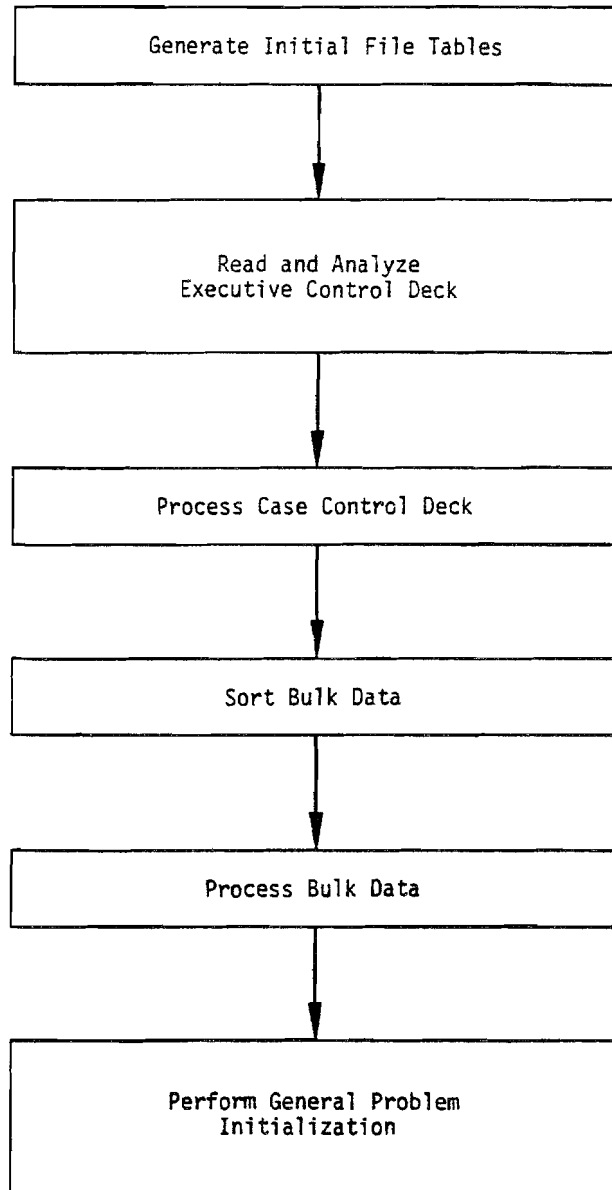 Generate Initial File Tables
Read and Analyze
Executive Control Deck
Process Case Control Deck
Sort Bulk Data
Process Bulk Data
Perform General Problem
Initialization